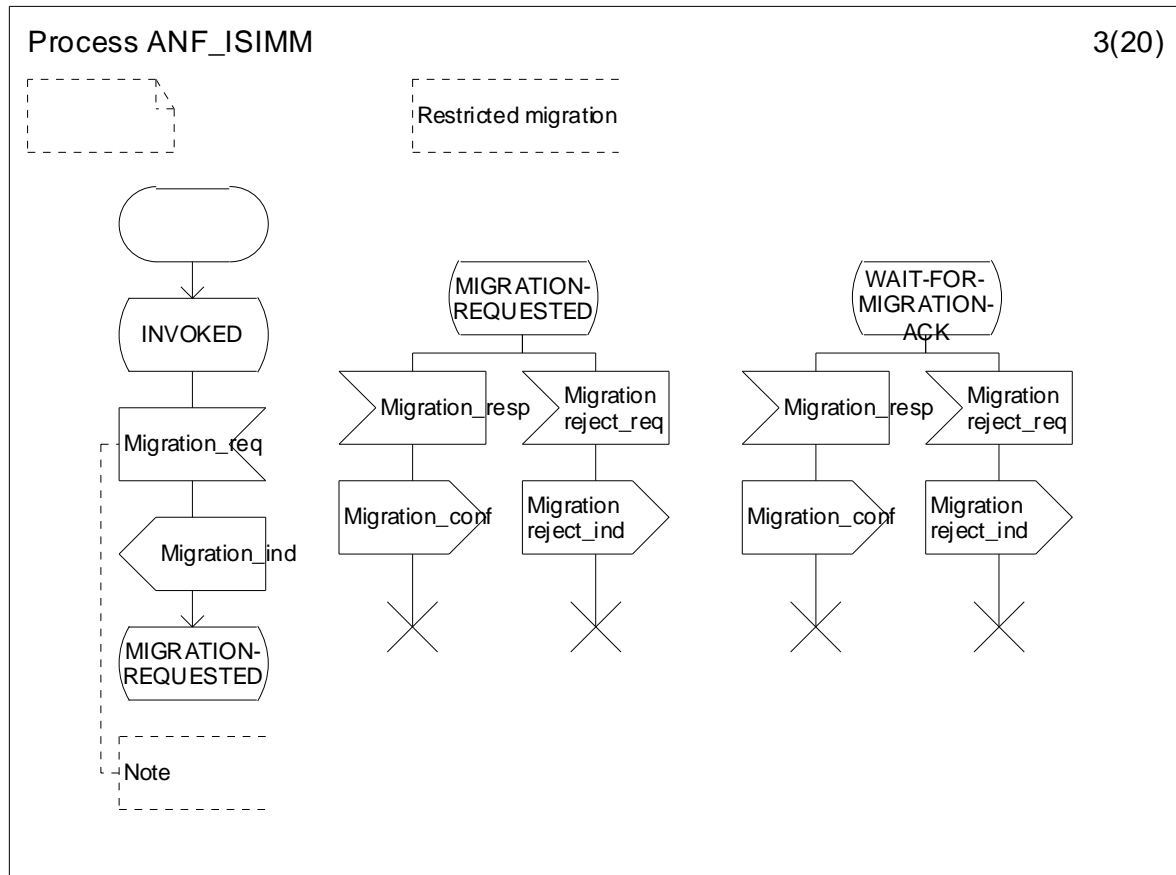 Process ANF_ISIMM
3(20)
Restricted migration
INVOKED
Migration_req
Migration_ind
MIGRATION-
REQUESTED
Note
MIGRATION-
REQUESTED
Migration_resp
Migration
reject_req
Migration_conf
Migration
reject_ind
WAIT-FOR-
MIGRATION-
ACK
Migration_resp
Migration
reject_req
Migration_conf
Migration
reject_ind